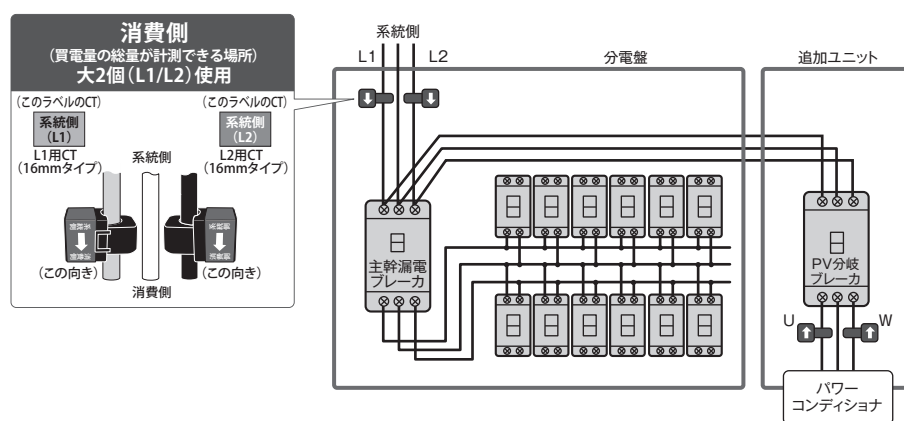 消費側
(買電量の総量が計測できる場所)
大2個(L1/L2)使用
(このラベルのCT)
系統側
(L1)
L1用CT
(16mmタイプ)
(このラベルのCT)
系統側
(L2)
L2用CT
(16mmタイプ)
系統側
(この向き)
(この向き)
消費側
系統側
L1
L2
分電盤
主幹漏電
ブレーカ
追加ユニット
PV分岐
ブレーカ
U
W
パワー
コンディショナ